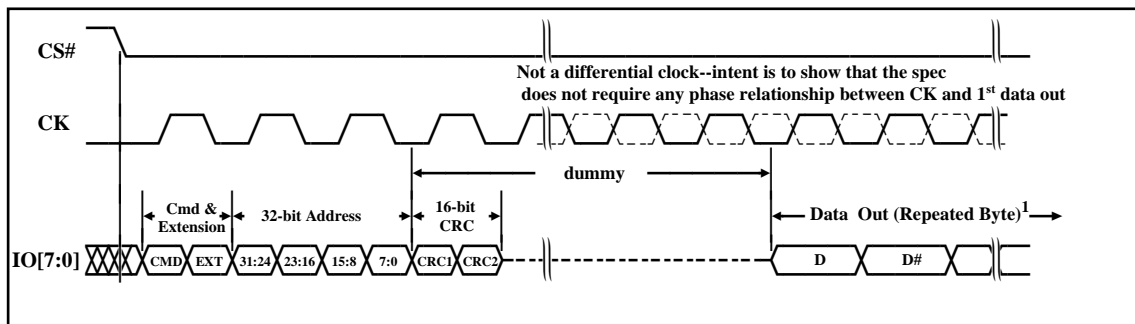 CS#
Not a differential clock--intent is to show that the spec
does not require any phase relationship between CK and 1st data out
CK
dummy
Cmd &
Extension
32-bit Address
16-bit
CRC
Data Out (Repeated Byte)1
IO[7:0]
CMD
EXT
31:24
23:16
15:8
7:0
CRC1
CRC2
D
D#